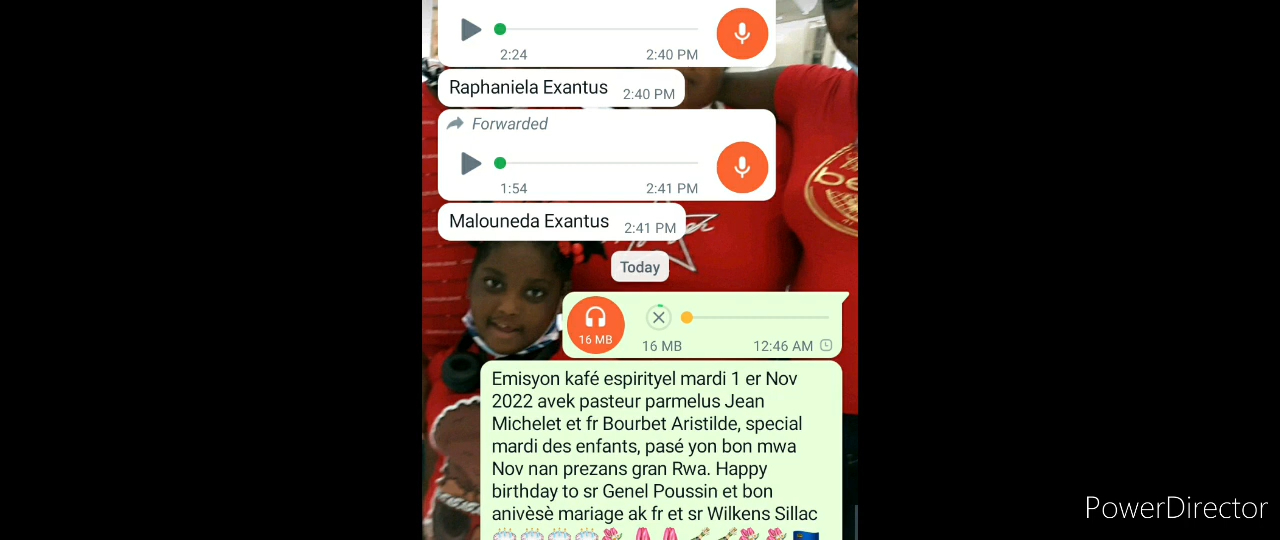 2:24 2:40 PM
Raphaniela Exantus 2:40 PM
Forwarded
1:54 2:41 PM
Malouneda Exantus 2:41 PM
Today
16 MB
16 MB 12:46 AM
Emisyon kafé espirityel mardi 1 er Nov
2022 avek pasteur parmelus Jean
Michelet et fr Bourbet Aristilde, special
mardi des enfants, pasé yon bon mwa
Nov nan prezans gran Rwa. Happy
birthday to sr Genel Poussin et bon
anivèsè mariage ak fr et sr Wilkens Sillac
PowerDirector